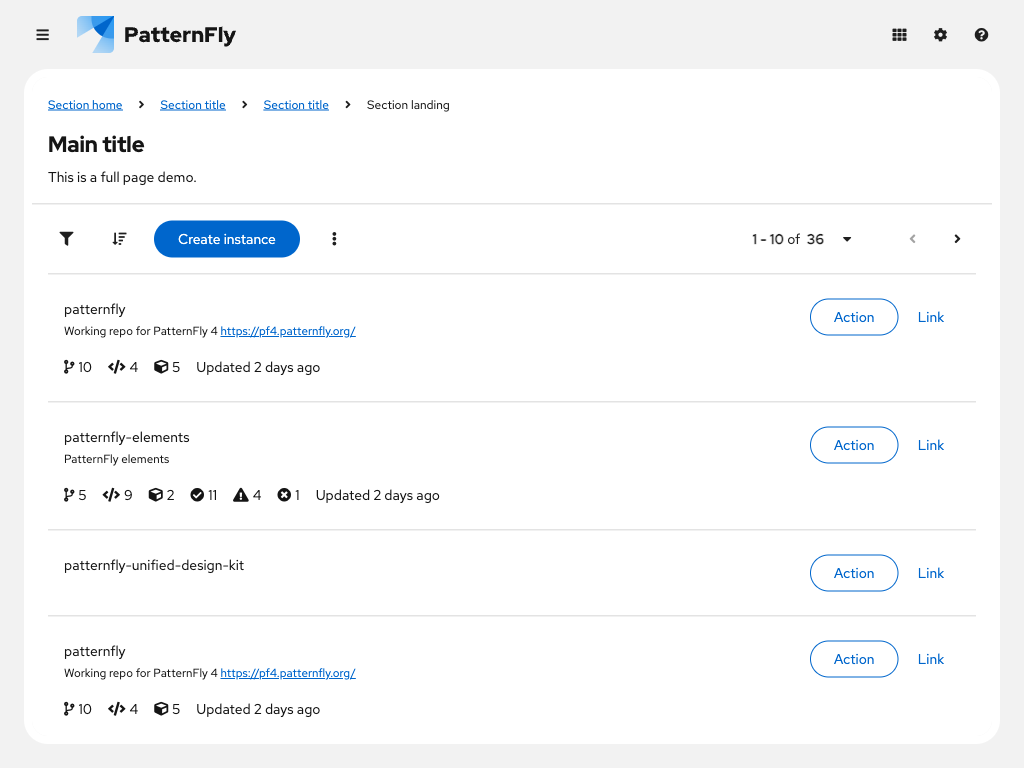 PatternFly
Section home Section title Section title Section landing
Main title
This is a full page demo.
Create instance 1 - 10 of 36
patternfly
Working repo for PatternFly 4 https://pf4.patternfly.org/
Action Link
10 4 5 Updated 2 days ago
patternfly-elements
PatternFly elements
Action Link
5 9 2 11 4 1 Updated 2 days ago
patternfly-unified-design-kit
Action Link
patternfly
Working repo for PatternFly 4 https://pf4.patternfly.org/
Action Link
10 4 5 Updated 2 days ago